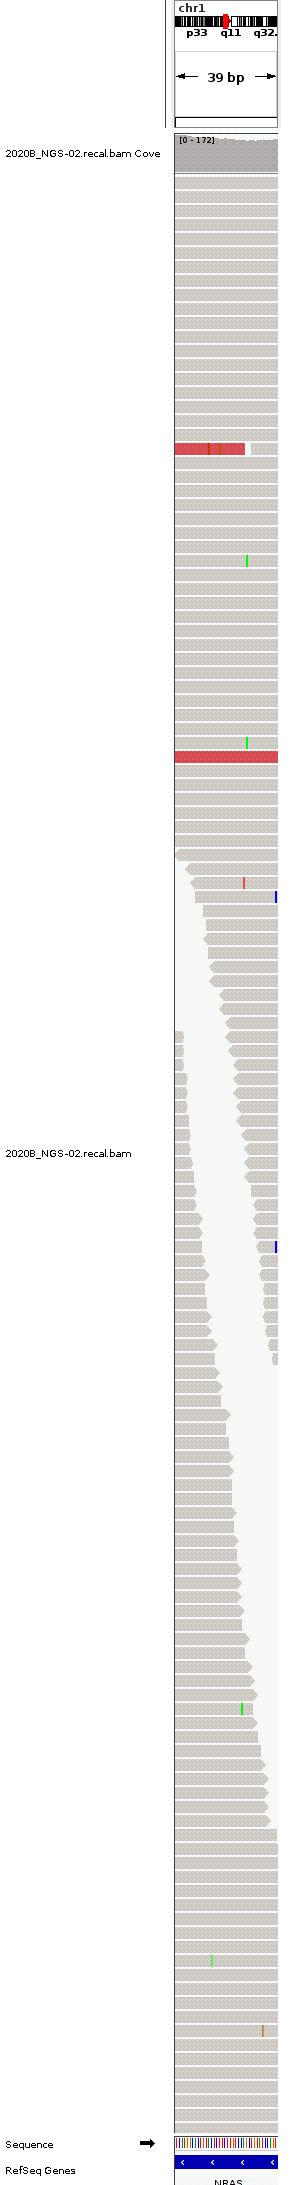 chr1
p33 q11 q32.
39 bp
[0 - 172]
2020B_NGS-02.recal.bam Cove
2020B_NGS-02.recal.bam
Sequence
RefSeq Genes
NRAS